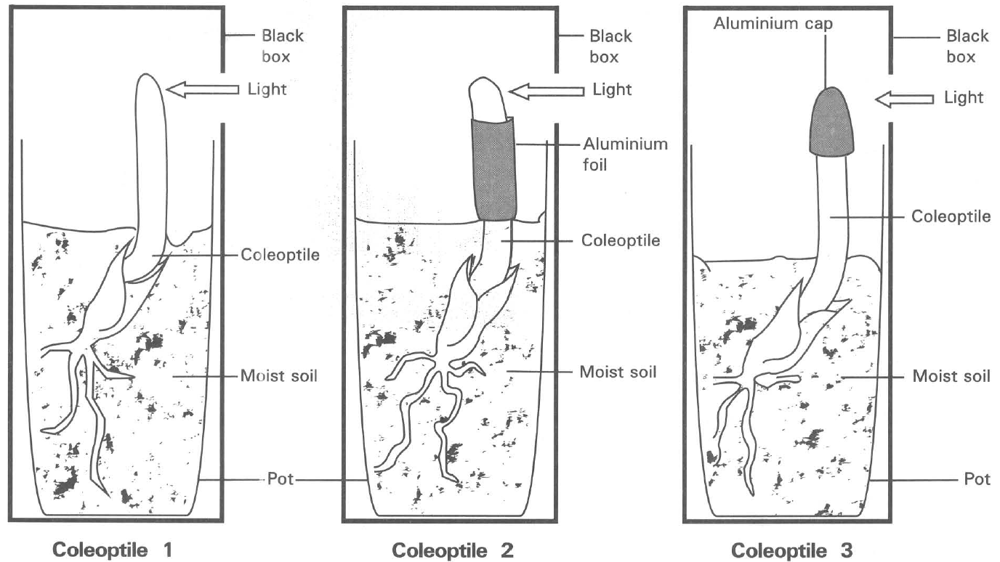 Black
box
Light
Coleoptile
Moist soil
Pot
Coleoptile 1
Black
box
Light
Aluminium
foil
Coleoptile
Moist soil
Coleoptile 2
Aluminium cap
Black
box
Light
Coleoptile
Moist soil
Pot
Coleoptile 3